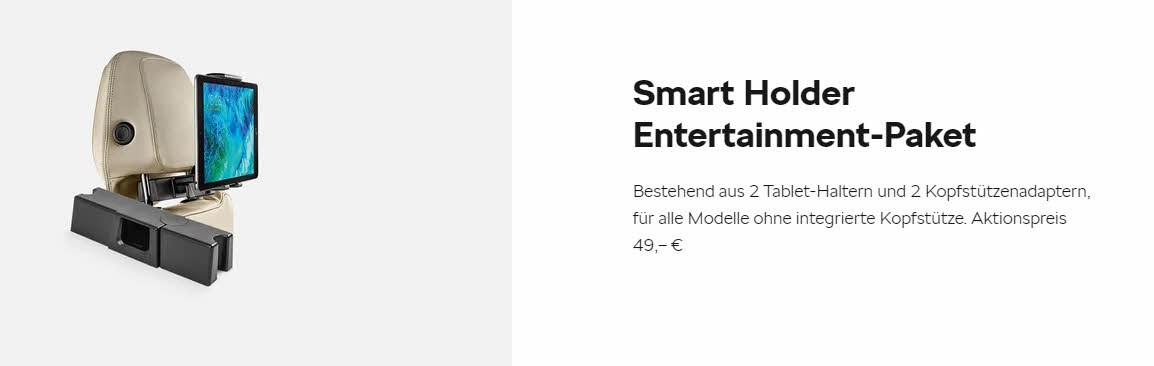 Smart Holder
Entertainment-Paket
Bestehend aus 2 Tablet-Haltern und 2 Kopfstützenadaptern,
für alle Modelle ohne integrierte Kopfstütze. Aktionspreis
49,– €